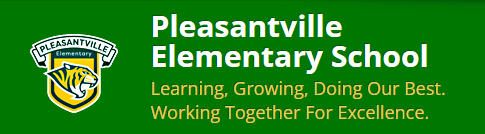 PLEASANTVILLE
Elementary
Pleasantville
Elementary School
Learning, Growing, Doing Our Best.
Working Together For Excellence.